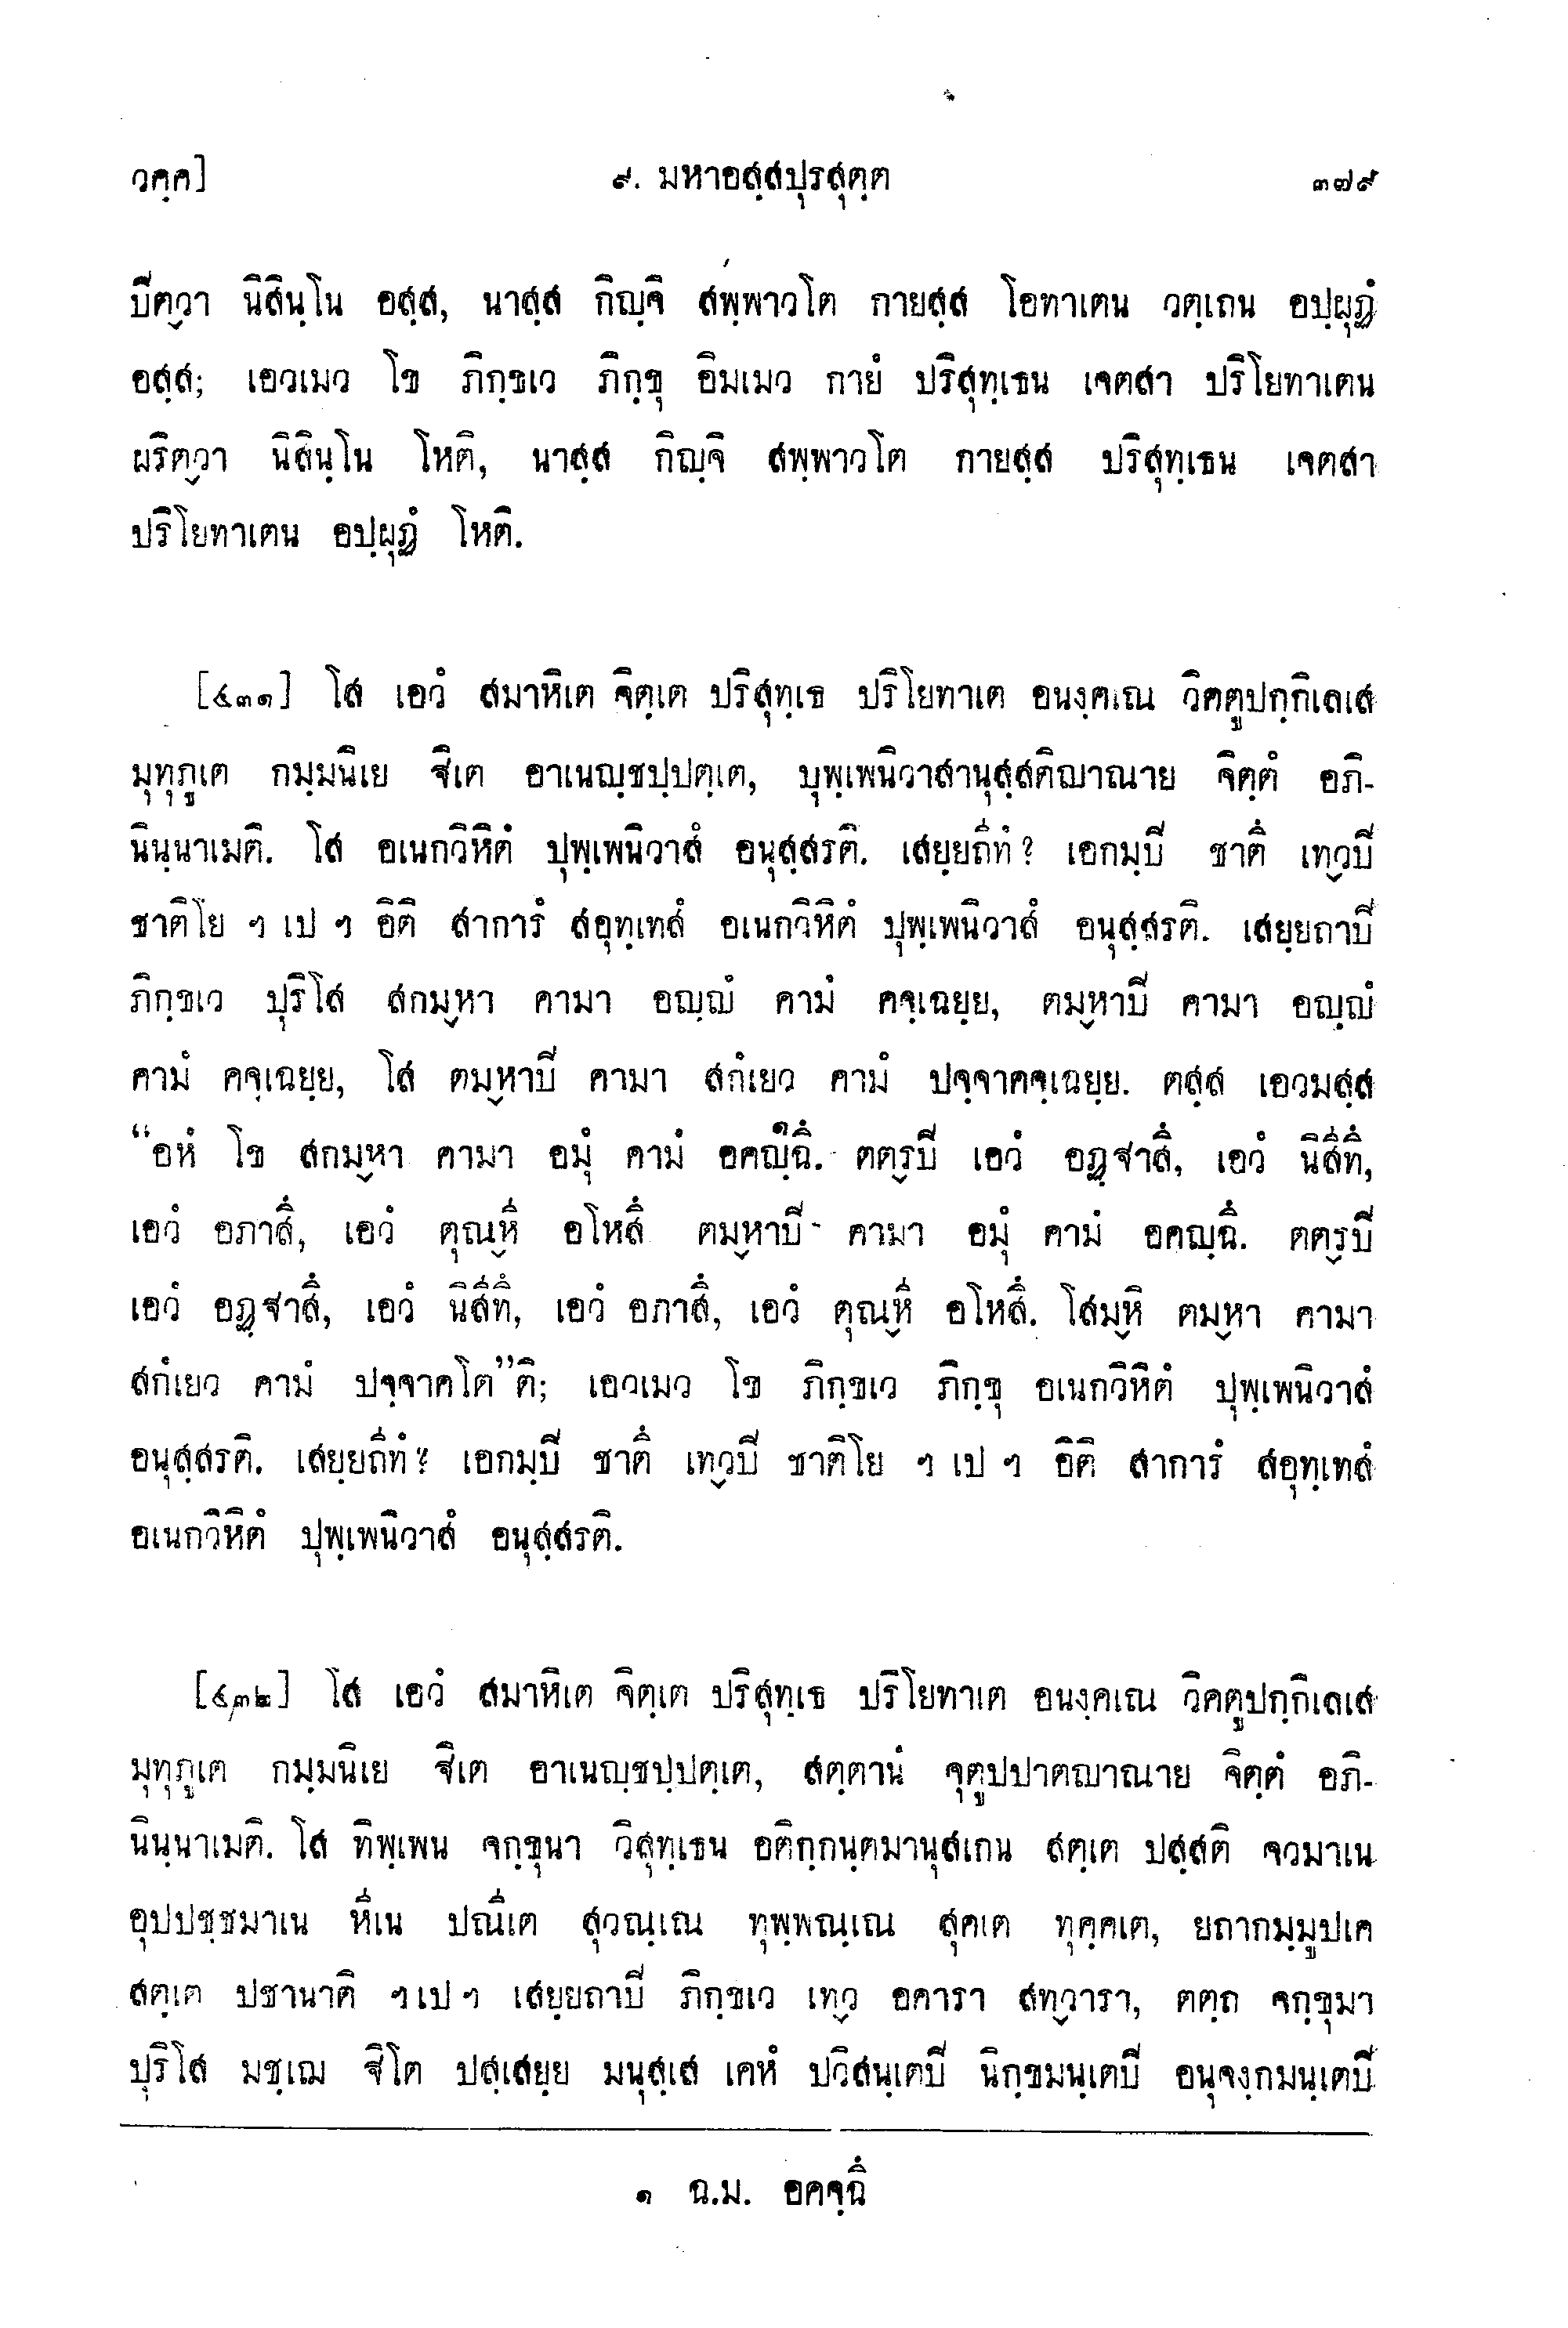 วคฺค]
๙. มหาอสฺสปุรสุตฺต
๓๗๙
ปิตฺวา นิสินฺโน อสฺส, นาสฺส กิญฺจิ สพฺพาวโต กายสฺส โอทาเตน วตฺเถน อปฺผุฏํ
อสฺส; เอวเมว โข ภิกฺขเว ภิกฺขุ อิมเมว กายํ ปริสุทฺเธน เจตสา ปริโยทาเตน
ผริตฺวา นิสินฺโน โหติ, นาสฺส กิญฺจิ สพฺพาวโต กายสฺส ปริสุทฺเธน เจตสา
ปริโยทาเตน อปฺผุฏํ โหติ.
[๔๓๑] โส เอวํ สมาหิเต จิตฺเต ปริสุทฺเธ ปริโยทาเต อนงฺคเณ วิคตูปกฺกิเลเส
มุทุภูเต กมฺมนิเย ฐิเต อาเนญฺชปฺปตฺเต, ปุพฺเพนิวาสานุสฺสติญาณาย จิตฺตํ อภิ-
นินฺนาเมติ. โส อเนกวิหิตํ ปุพฺเพนิวาสํ อนุสฺสรติ. เสยฺยถีทํ? เอกมฺปิ ชาตึ เทฺวปิ
ชาติโย ฯ เป ฯ อิติ สาการํ สอุทฺเทสํ อเนกวิหิตํ ปุพฺเพนิวาสํ อนุสฺสรติ. เสยฺยถาปิ
ภิกฺขเว ปุริโส สกมฺหา คามา อญฺญํ คามํ คจฺเฉยฺย, ตมฺหาปิ คามา อญฺญํ
คามํ คจฺเฉยฺย, โส ตมฺหาปิ คามา สกํเยว คามํ ปจฺจาคจฺเฉยฺย. ตสฺส เอวมสฺส
“อหํ โข สกมฺหา คามา อมุํ คามํ อคญฺฉึ๑. ตตฺรปิ เอวํ อฏฺฐาสึ, เอวํ นิสีทึ,
เอวํ อภาสึ, เอวํ ตุณฺหี อโหสึ ตมฺหาปิ คามา อมุํ คามํ อคญฺฉึ. ตตฺรปิ
เอวํ อฏฺฐาสึ, เอวํ นิสีทึ, เอวํ อภาสึ, เอวํ ตุณฺหี อโหสึ. โสมฺหิ ตมฺหา คามา
สกํเยว คามํ ปจฺจาคโต”ติ; เอวเมว โข ภิกฺขเว ภิกฺขุ อเนกวิหิตํ ปุพฺเพนิวาสํ
อนุสฺสรติ. เสยฺยถีทํ? เอกมฺปิ ชาตึ เทฺวปิ ชาติโย ฯ เป ฯ อิติ สาการํ สอุทฺเทสํ
อเนกวิหิตํ ปุพฺเพนิวาสํ อนุสฺสรติ.
[๔๓๒] โส เอวํ สมาหิเต จิตฺเต ปริสุทฺเธ ปริโยทาเต อนงฺคเณ วิคตูปกฺกิเลเส
มุทุภูเต กมฺมนิเย ฐิเต อาเนญฺชปฺปตฺเต, สตฺตานํ จุตูปปาตญาณาย จิตฺตํ อภิ-
นินฺนาเมติ. โส ทิพฺเพน จกฺขุนา วิสุทฺเธน อติกฺกนฺตมานุสเกน สตฺเต ปสฺสติ จวมาเน
อุปปชฺชมาเน หีเน ปณีเต สุวณฺเณ ทุพฺพณฺเณ สุคเต ทุคฺคเต, ยถากมฺมูปเค
สตฺเต ปชานาติ ฯ เป ฯ เสยฺยถาปิ ภิกฺขเว เทฺว อคารา สทฺวารา, ตตฺถ จกฺขุมา
ปุริโส มชฺเฌ ฐิโต ปสฺเสยฺย มนุสฺเส เคหํ ปวิสนฺเตปิ นิกฺขมนฺเตปิ อนุจงฺกมนฺเตปิ
๑ ฉ.ม. อคจฺฉึ